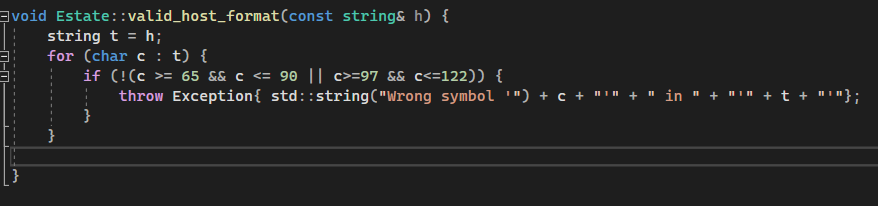 void Estate::valid_host_format(const string& h) {
string t = h;
for (char c : t) {
if (!(c >= 65 && c <= 90 || c>=97 && c<=122)) {
throw Exception{ std::string("Wrong symbol '") + c + "'" + " in " + "'" + t + "'"};
}
}
}